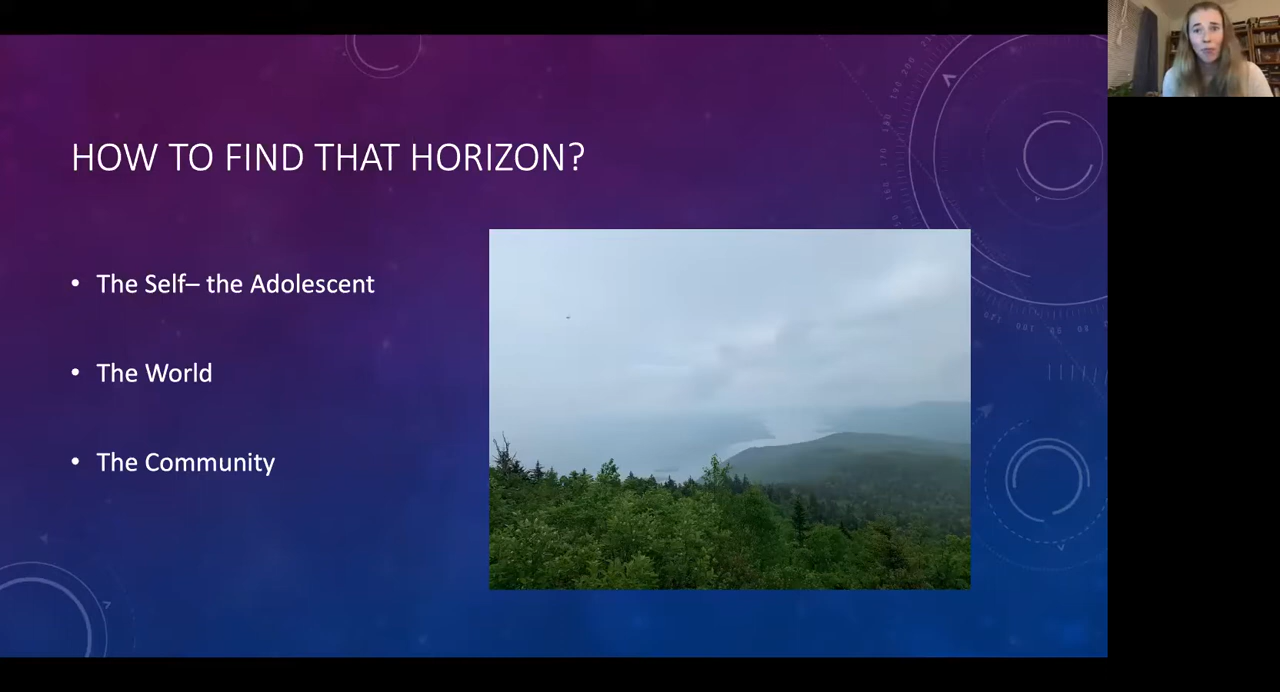 HOW TO FIND THAT HORIZON?
• The Self– the Adolescent
• The World
• The Community